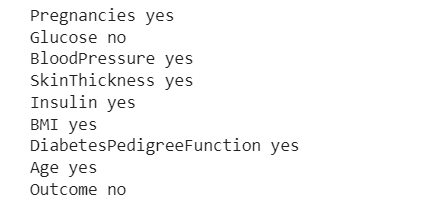 Pregnancies yes
Glucose no
BloodPressure yes
SkinThickness yes
Insulin yes
BMI yes
DiabetesPedigreeFunction yes
Age yes
Outcome no